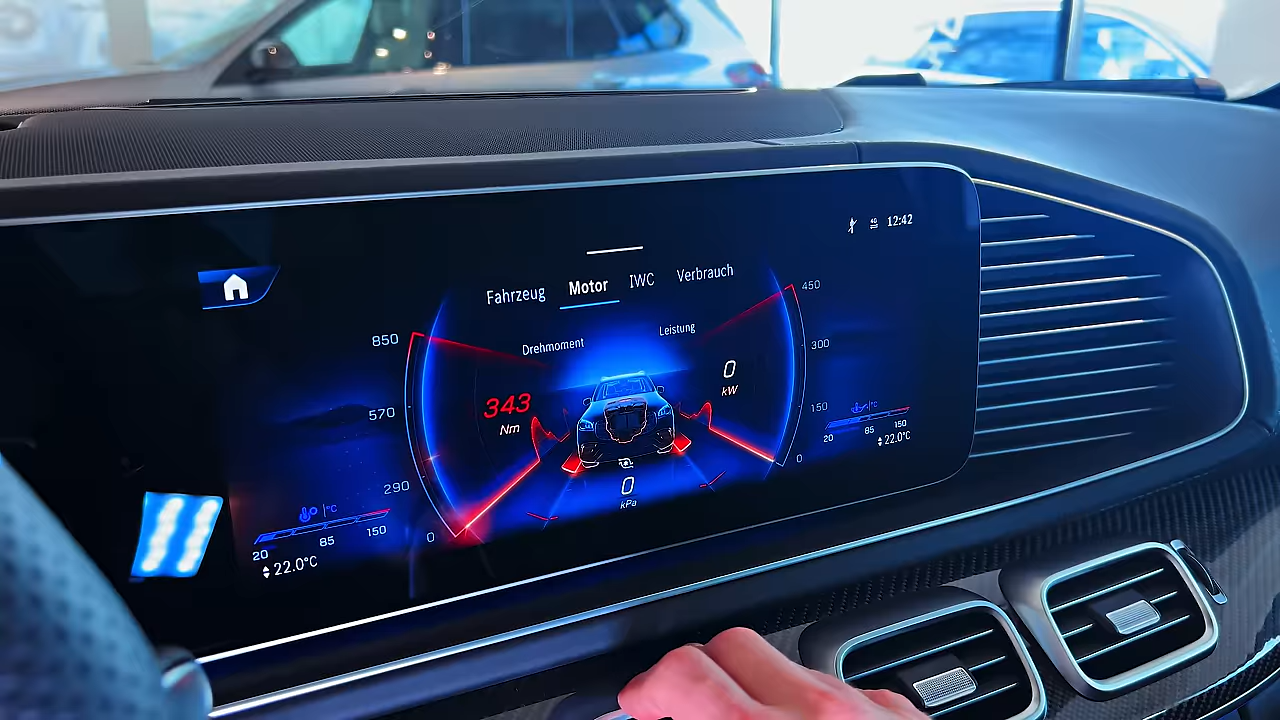 12:42
Fahrzeug Motor IWC Verbrauch
Drehmoment Leistung
850
570
290
0
343
Nm
0
kW
450
300
150
0
0
kPa
°C
20 85 150
22.0°C
°C
20 85 150
22.0°C